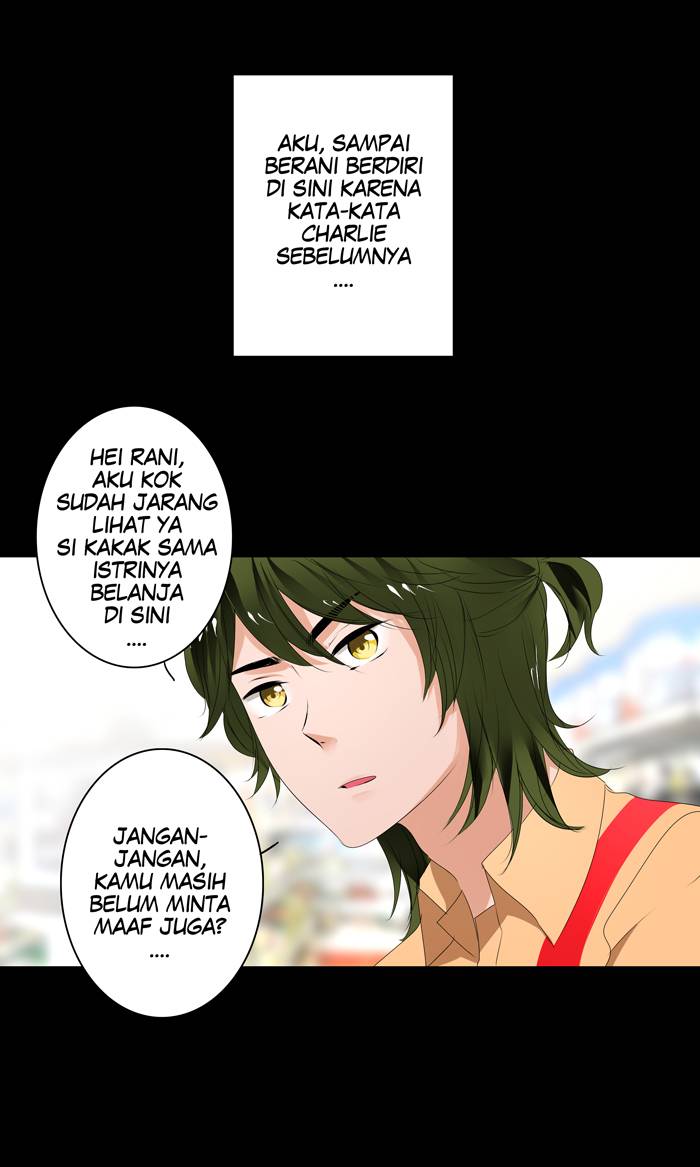 AKU, SAMPAI
BERANI BERDIRI
DI SINI KARENA
KATA-KATA
CHARLIE
SEBELUMNYA
....
HEI RANI,
AKU KOK
SUDAH JARANG
LIHAT YA
SI KAKAK SAMA
ISTRINYA
BELANJA
DI SINI
....
JANGAN-
JANGAN,
KAMU MASIH
BELUM MINTA
MAAF JUGA?
....